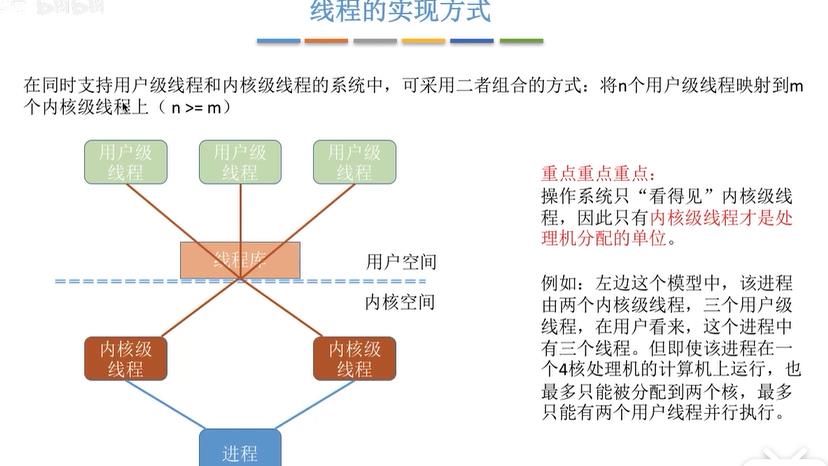 线程的实现方式
在同时支持用户级线程和内核级线程的系统中，可采用二者组合的方式：将n个用户级线程映射到m
个内核级线程上（ n >= m）
用户级
线程
用户级
线程
用户级
线程
线程库
用户空间
内核空间
内核级
线程
内核级
线程
进程
重点重点重点：
操作系统只“看得见”内核级线
程，因此只有内核级线程才是处
理机分配的单位。
例如：左边这个模型中，该进程
由两个内核级线程，三个用户级
线程，在用户看来，这个进程中
有三个线程。但即使该进程在一
个4核处理机的计算机上运行，也
最多只能被分配到两个核，最多
只能有两个用户线程并行执行。